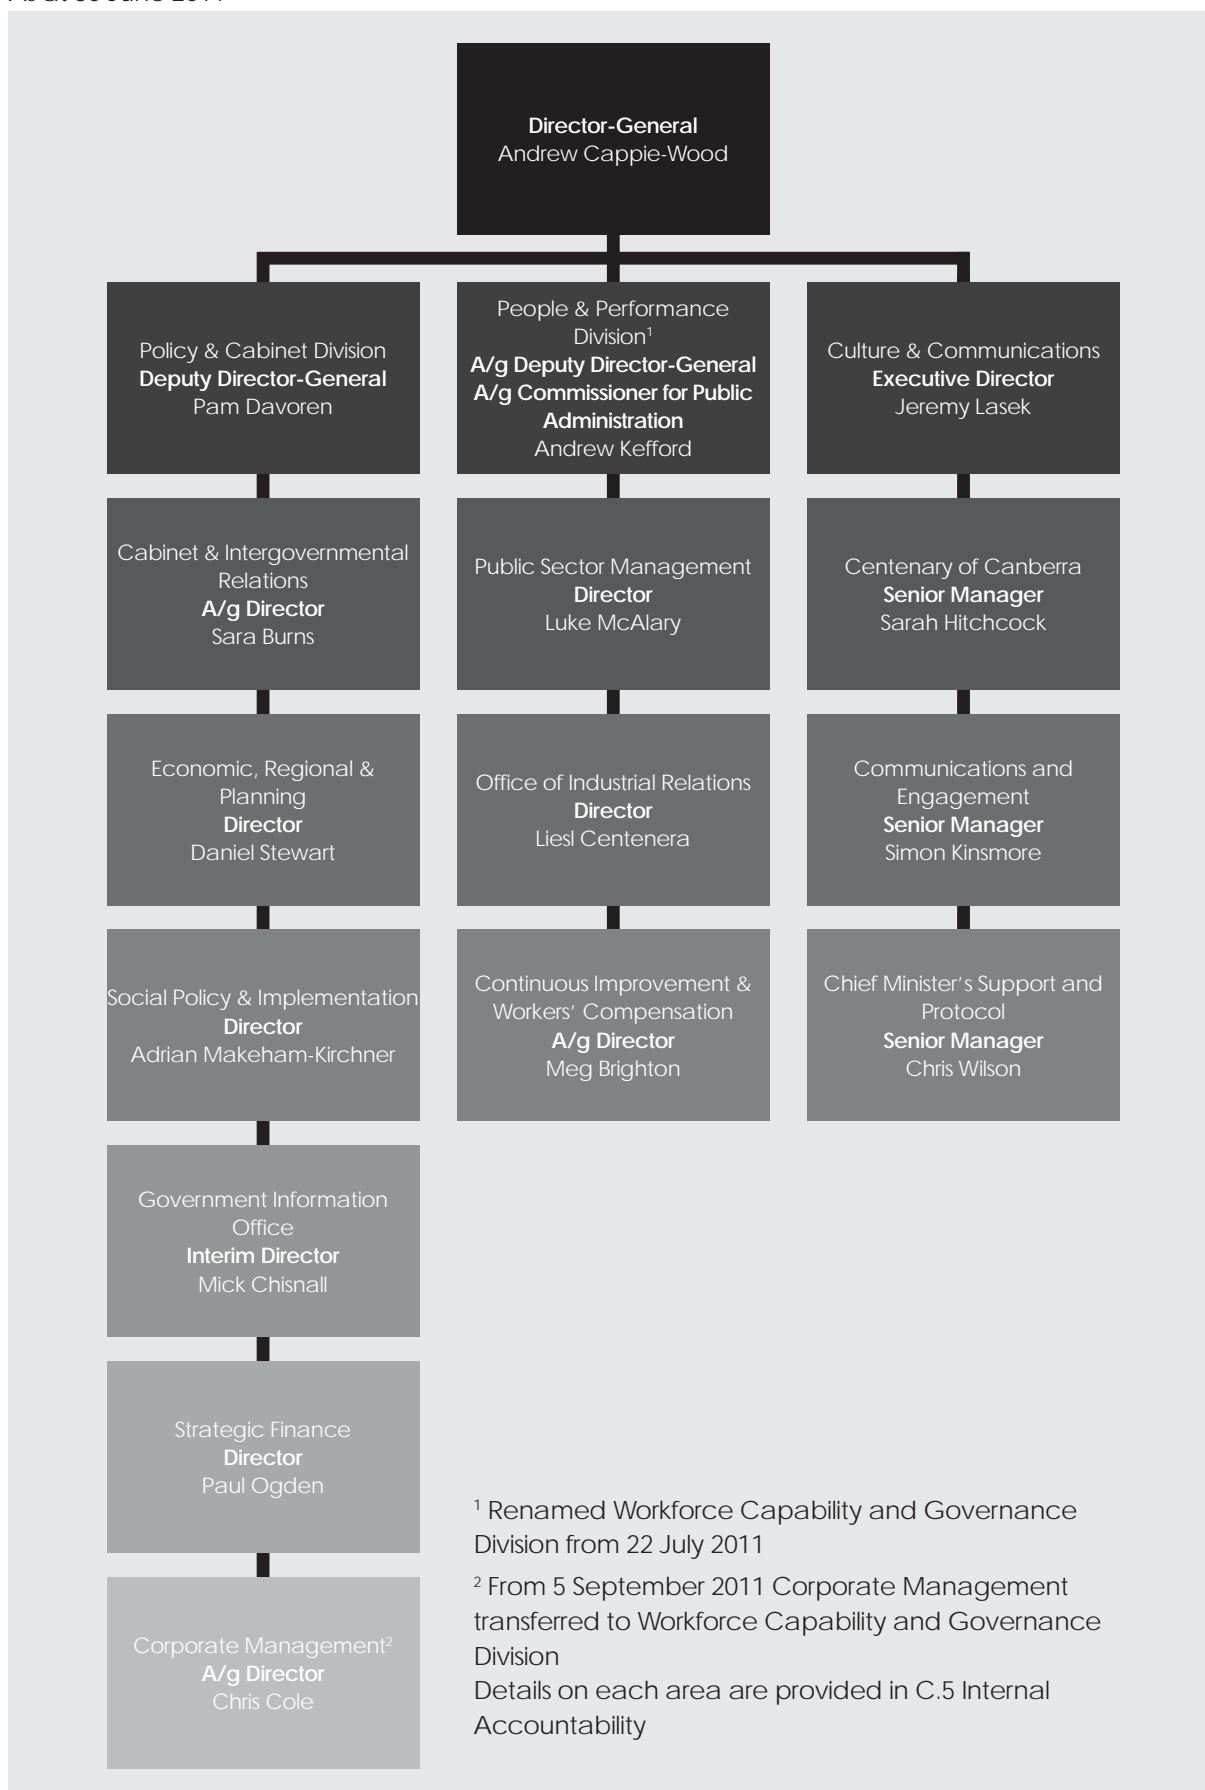 Director-General
Andrew Cappie-Wood
Policy & Cabinet Division
Deputy Director-General
Pam Davoren
People & Performance
Division¹
A/g Deputy Director-General
A/g Commissioner for Public
Administration
Andrew Kefford
Culture & Communications
Executive Director
Jeremy Lasek
Cabinet & Intergovernmental
Relations
A/g Director
Sara Burns
Public Sector Management
Director
Luke McAlary
Centenary of Canberra
Senior Manager
Sarah Hitchcock
Economic, Regional &
Planning
Director
Daniel Stewart
Office of Industrial Relations
Director
Liesl Centenera
Communications and
Engagement
Senior Manager
Simon Kinsmore
Social Policy & Implementation
Director
Adrian Makeham-Kirchner
Continuous Improvement &
Workers’ Compensation
A/g Director
Meg Brighton
Chief Minister’s Support and
Protocol
Senior Manager
Chris Wilson
Government Information
Office
Interim Director
Mick Chisnall
Strategic Finance
Director
Paul Ogden
Corporate Management²
A/g Director
Chris Cole
¹ Renamed Workforce Capability and Governance
Division from 22 July 2011
² From 5 September 2011 Corporate Management
transferred to Workforce Capability and Governance
Division
Details on each area are provided in C.5 Internal
Accountability